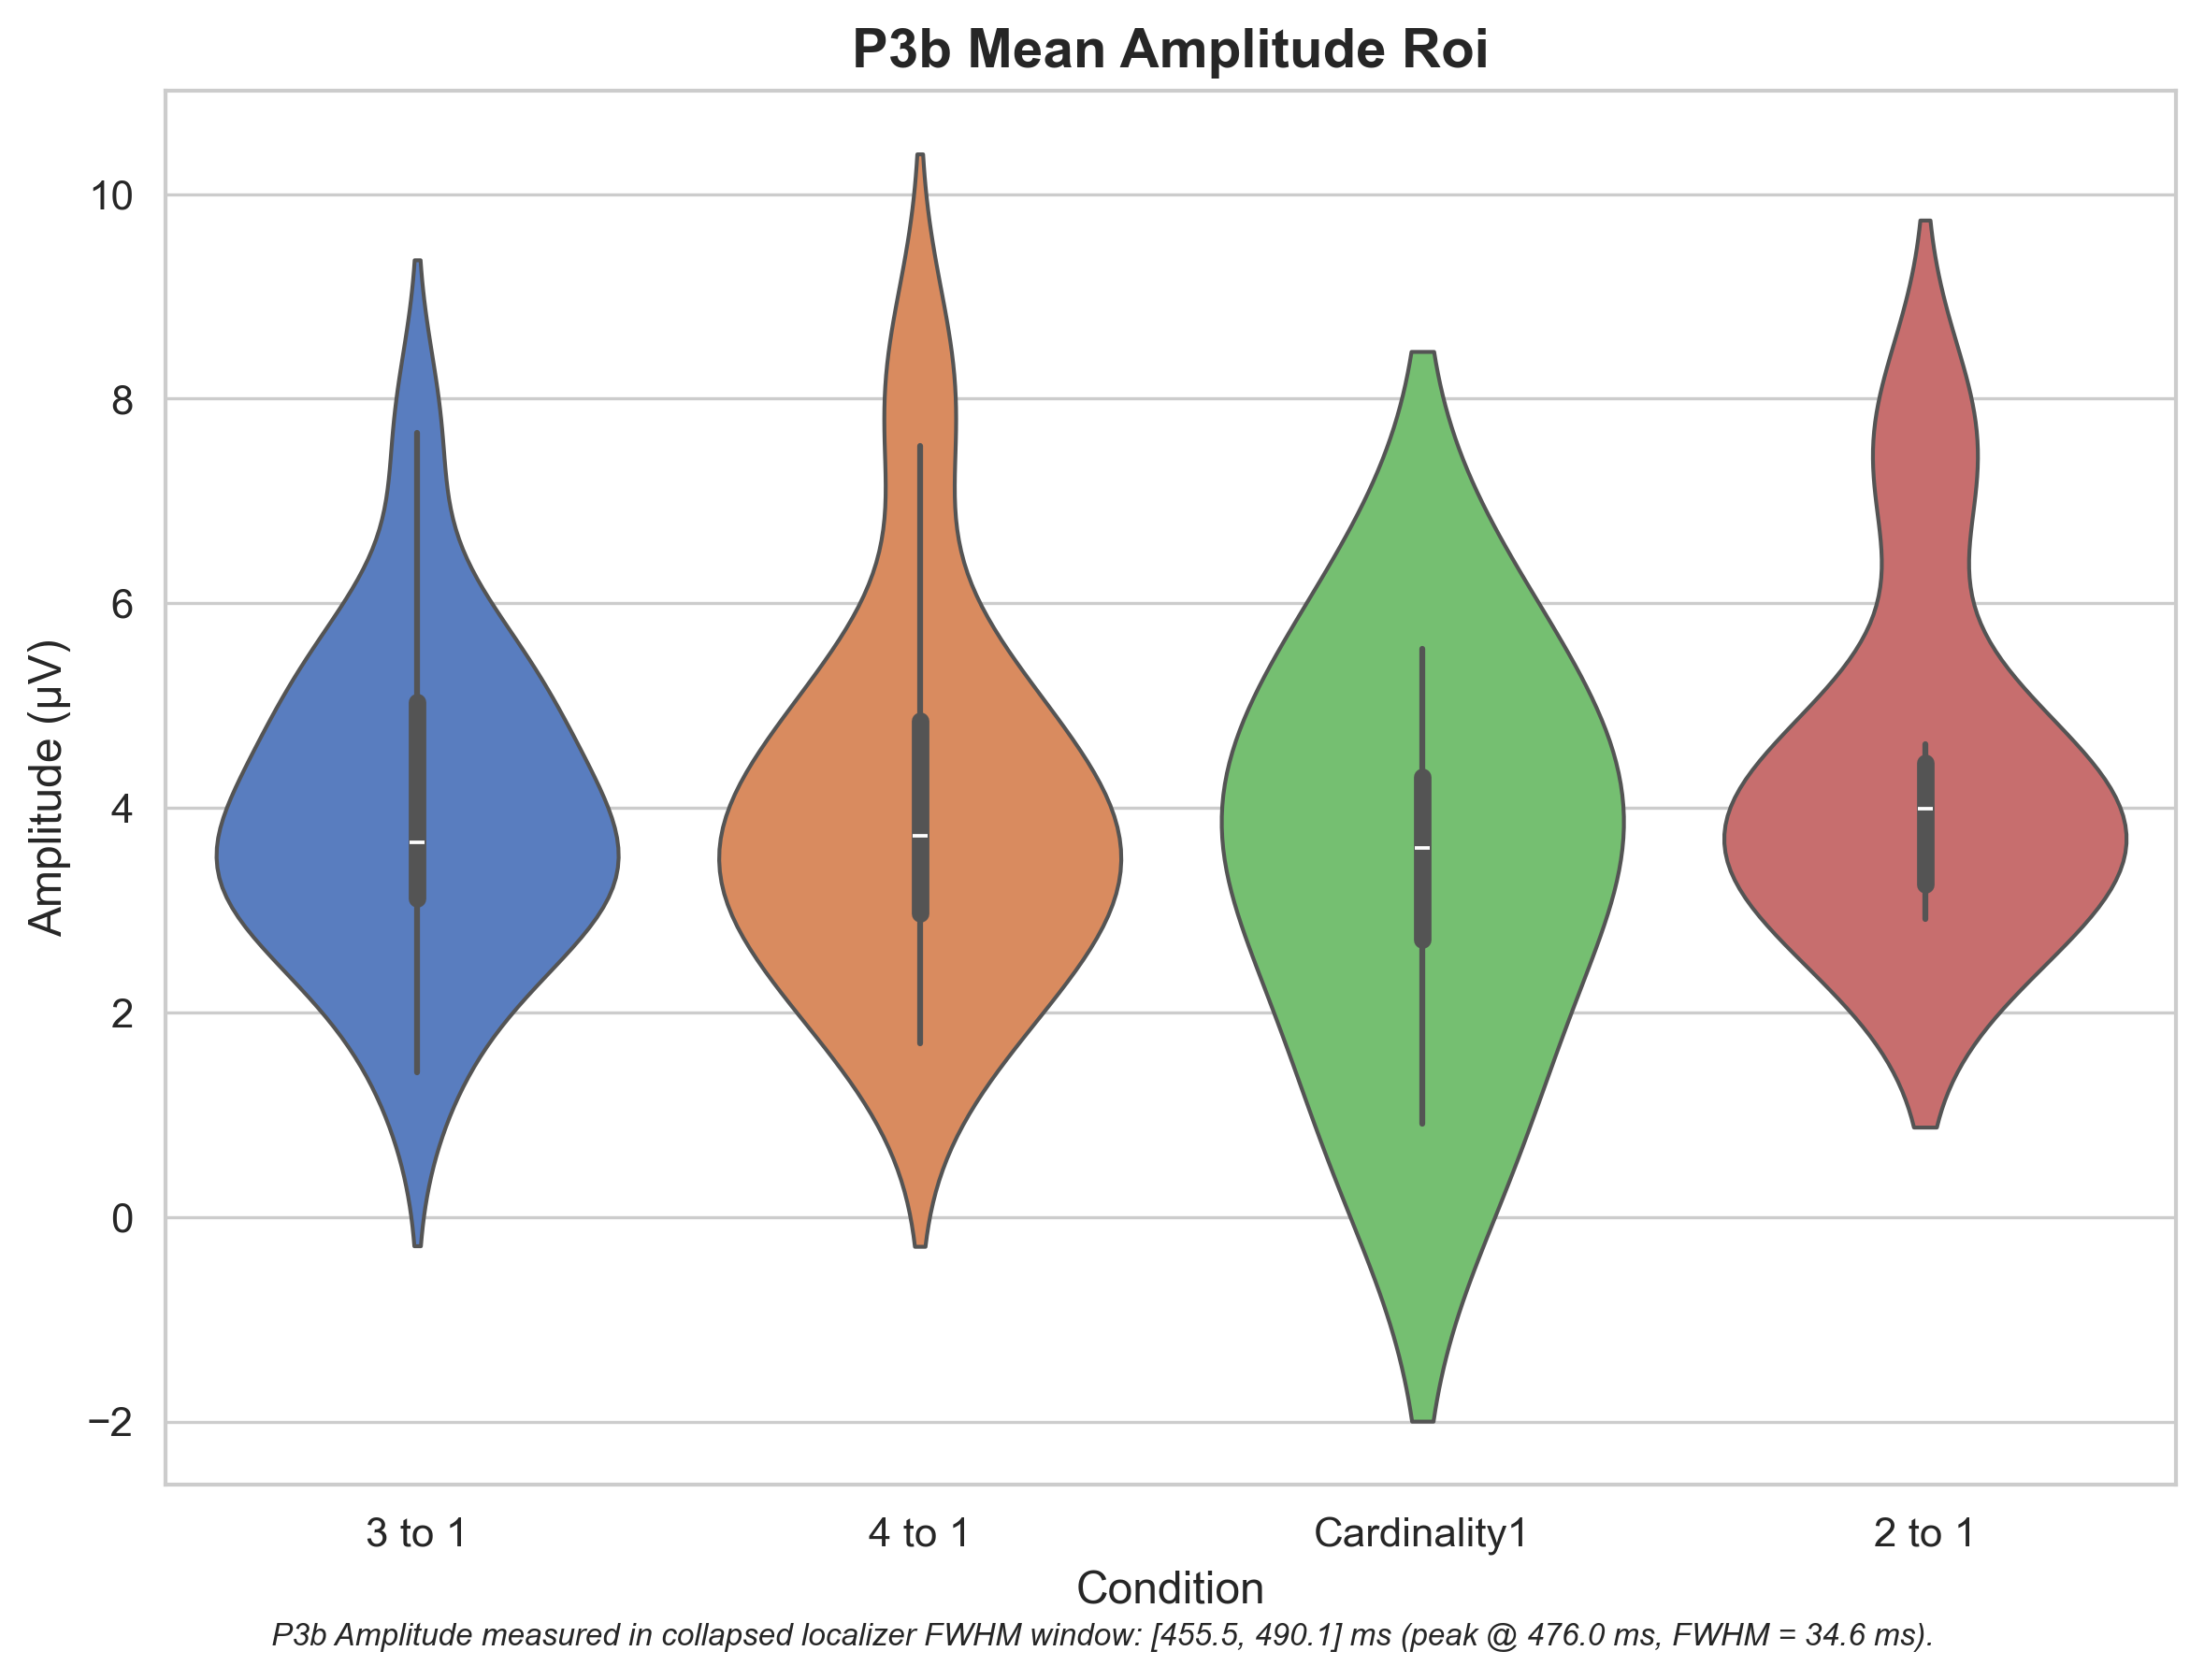 P3b Mean Amplitude Roi
Amplitude (µV)
10
8
6
4
2
0
−2
3 to 1
4 to 1
Cardinality1
2 to 1
Condition
P3b Amplitude measured in collapsed localizer FWHM window: [455.5, 490.1] ms (peak @ 476.0 ms, FWHM = 34.6 ms).